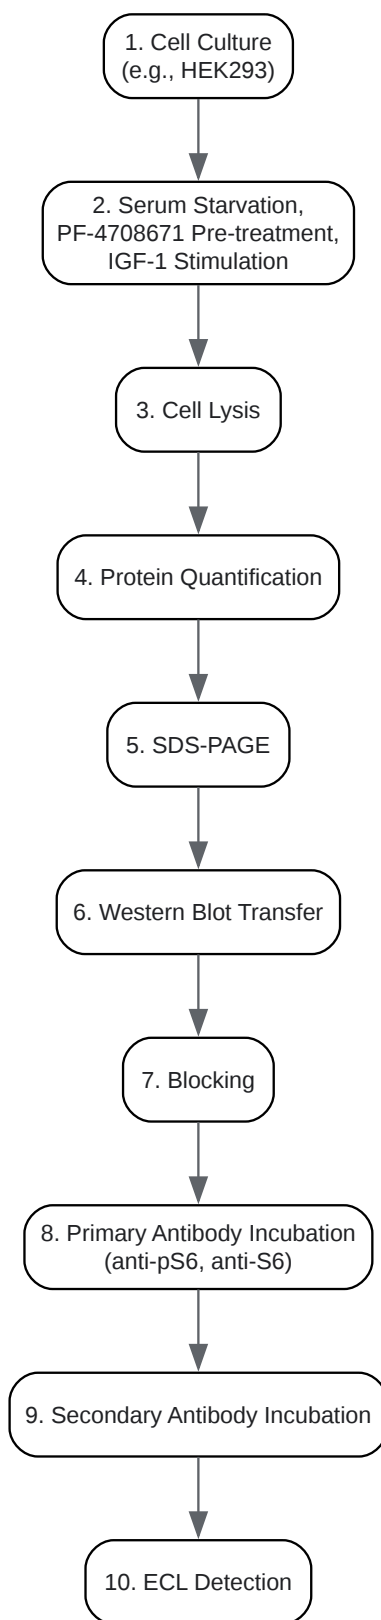 1. Cell Culture
(e.g., HEK293)
2. Serum Starvation,
PF-4708671 Pre-treatment,
IGF-1 Stimulation
3. Cell Lysis
4. Protein Quantification
5. SDS-PAGE
6. Western Blot Transfer
7. Blocking
8. Primary Antibody Incubation
(anti-pS6, anti-S6)
9. Secondary Antibody Incubation
10. ECL Detection